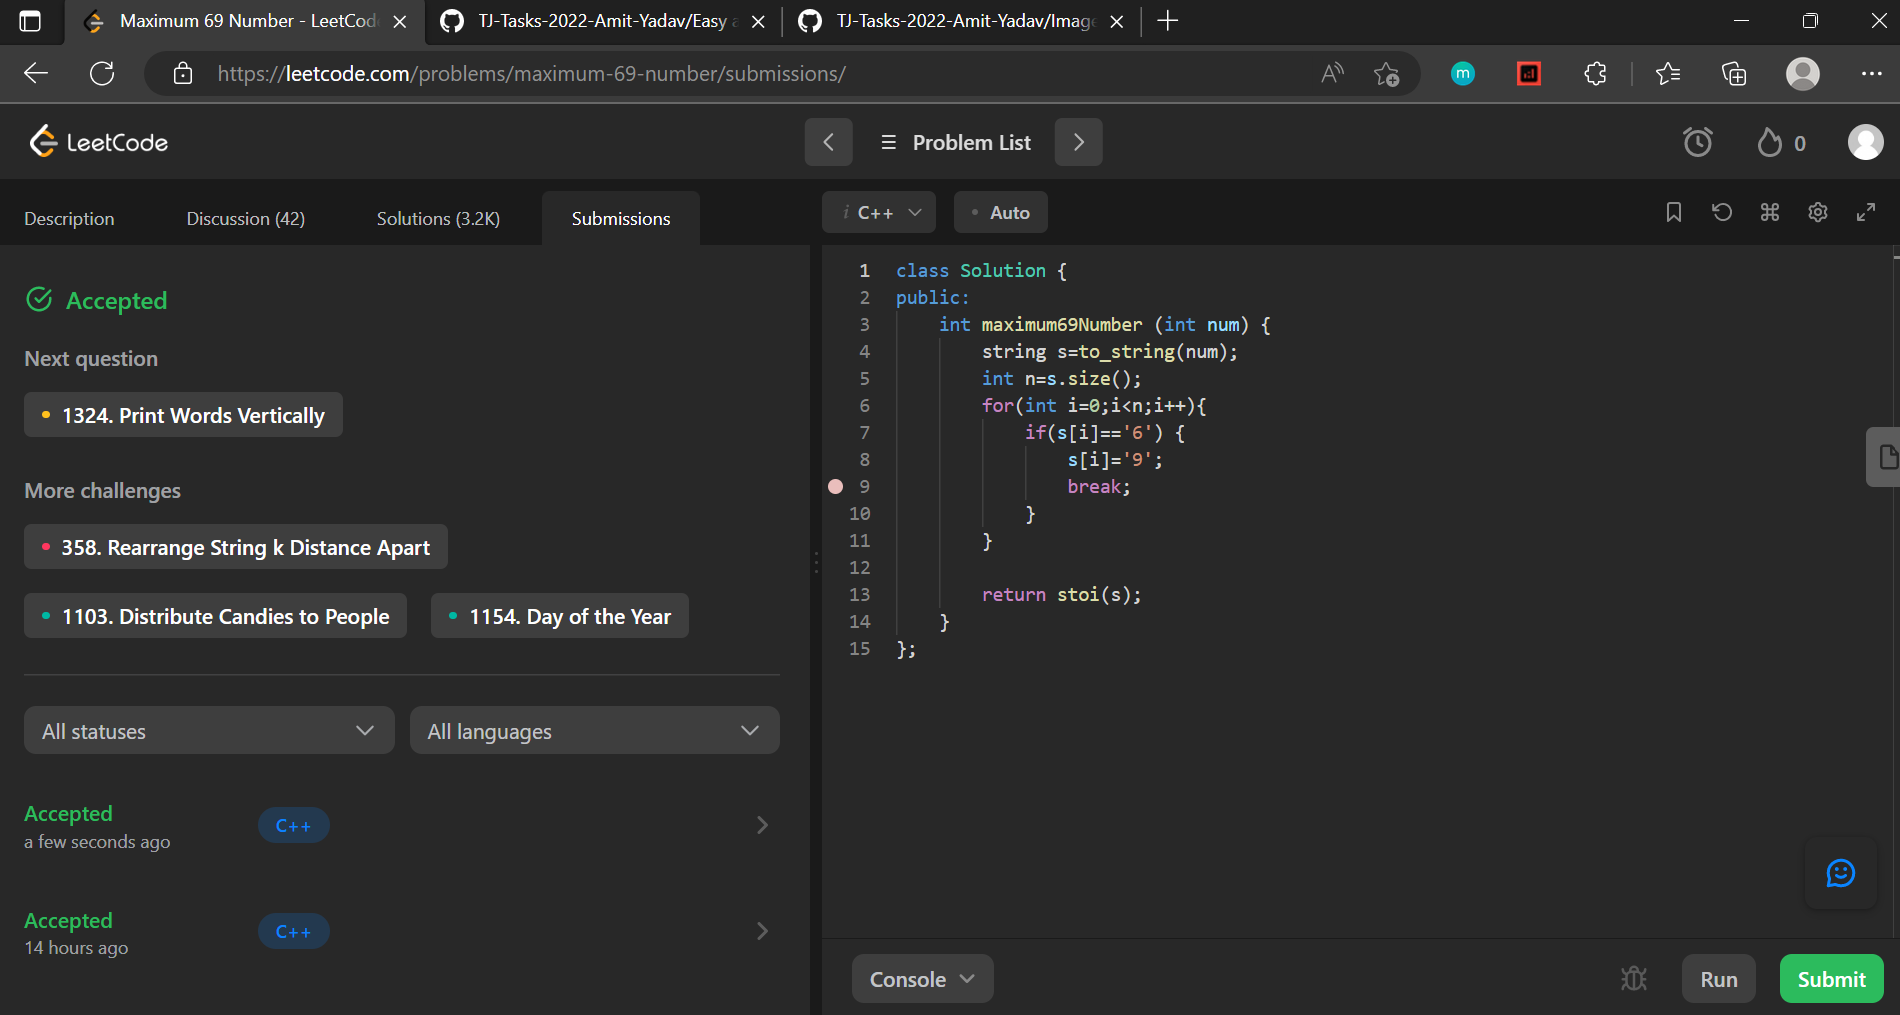 Maximum 69 Number - LeetCod
TJ-Tasks-2022-Amit-Yadav/Easy a
TJ-Tasks-2022-Amit-Yadav/Image
https://leetcode.com/problems/maximum-69-number/submissions/
A
m
LeetCode
Problem List
0
Description
Discussion (42)
Solutions (3.2K)
Submissions
i C++
• Auto
Accepted
Next question
• 1324. Print Words Vertically
More challenges
• 358. Rearrange String k Distance Apart
• 1103. Distribute Candies to People
• 1154. Day of the Year
All statuses
All languages
Accepted
a few seconds ago
C++
Accepted
14 hours ago
C++
1 class Solution {
2 public:
3 int maximum69Number (int num) {
4 string s=to_string(num);
5 int n=s.size();
6 for(int i=0;i<n;i++){
7 if(s[i]=='6') {
8 s[i]='9';
9 break;
10 }
11 }
12
13 return stoi(s);
14 }
15 };
Console
Run
Submit